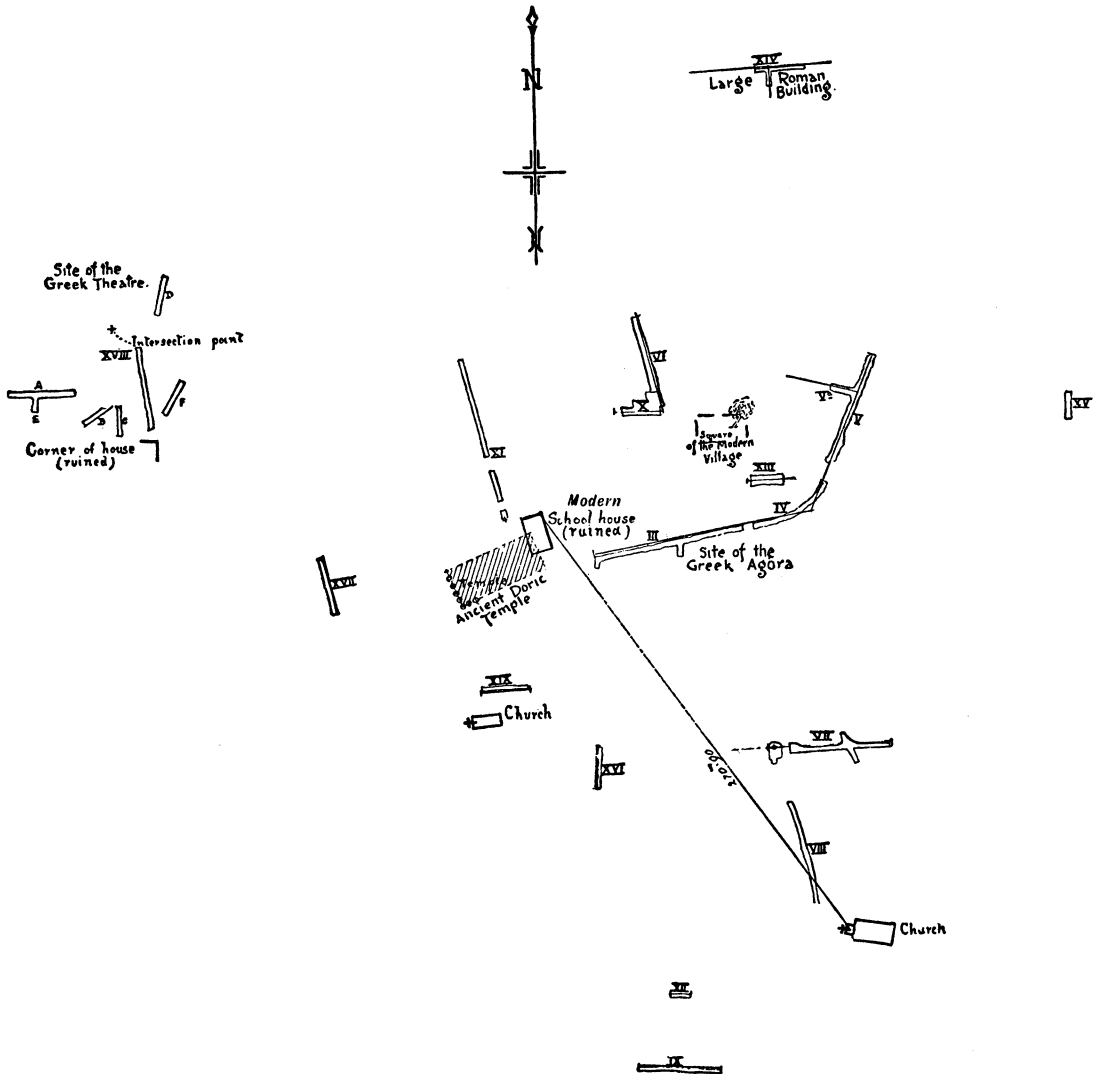 N
XIV
Large Roman
Building.
Site of the
Greek Theatre.
D
Intersection point
XVIII
A
E
B
C
F
Corner of house
(ruined)
VI
X
Square
of the Modern
Village
V
XV
XI
XIII
IV
III
Modern
School house
(ruined)
Site of the
Greek Agora
XVII
Temple
Ancient Doric
Temple
XIX
Church
XVI
VII
VIII
Church
XII
IX